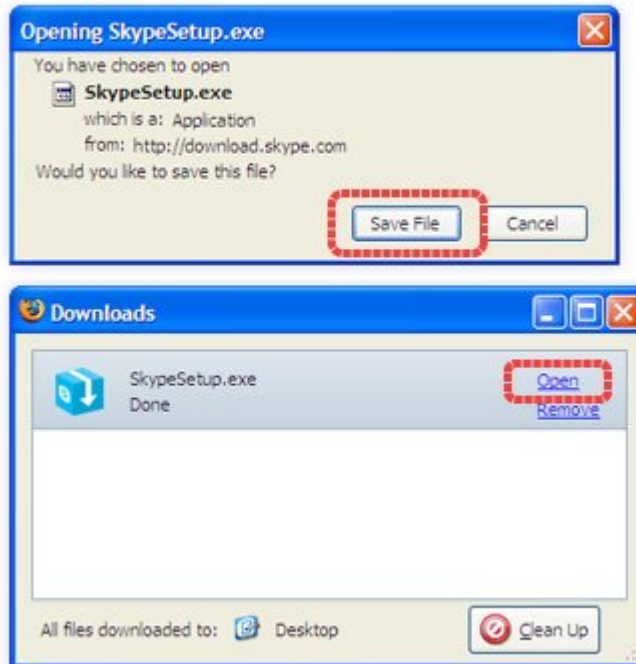 Opening SkypeSetup.exe
You have chosen to open
SkypeSetup.exe
which is a: Application
from: http://download.skype.com
Would you like to save this file?
Save File
Cancel
Downloads
SkypeSetup.exe
Open
Done
Remove
All files downloaded to: Desktop
Clean Up